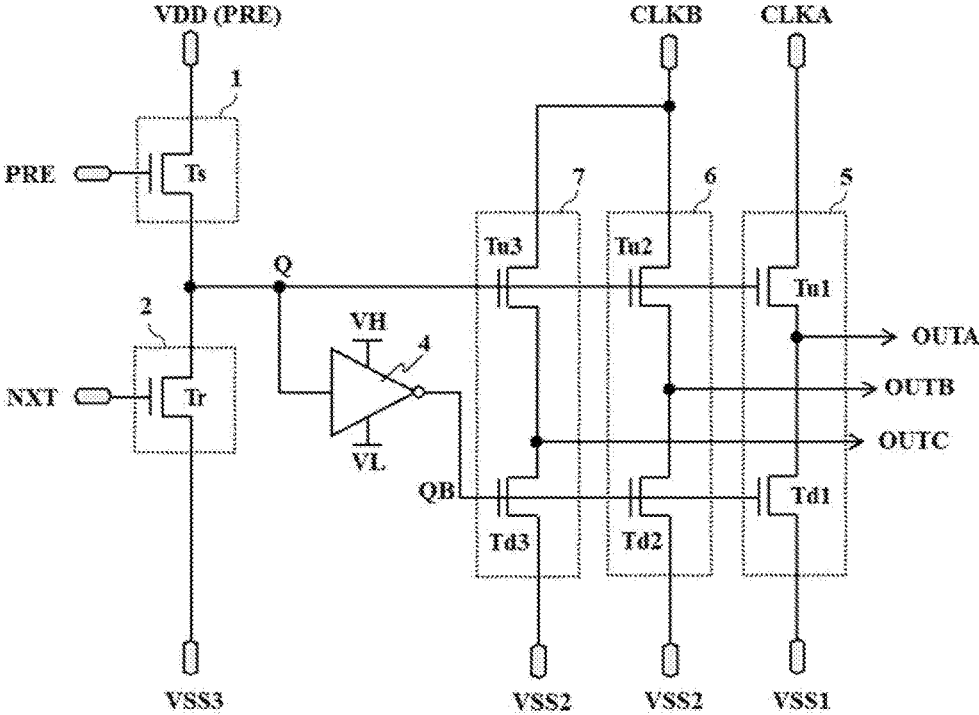 VDD (PRE) CLKB CLKA
1
PRE Ts
7 6 5
Tu3 Tu2 Tu1
Q
2 VH 4
OUTA
NXT Tr OUTB
VL OUTC
QB Td1
Td3 Td2
VSS3 VSS2 VSS2 VSS1